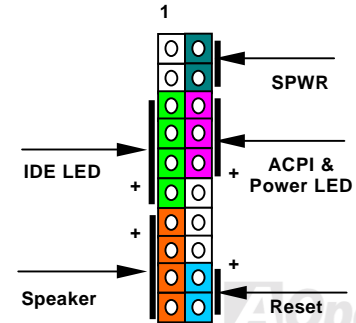 1
SPWR
IDE LED
+
+
ACPI &
Power LED
+
Speaker
+
Reset